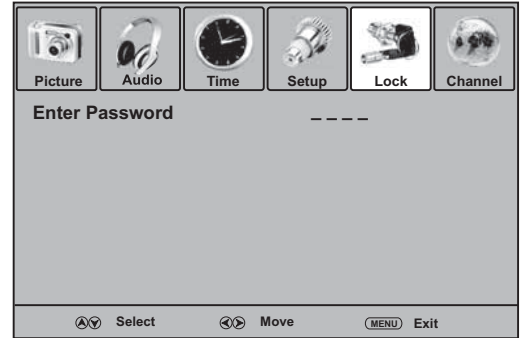 Picture Audio Time Setup Lock Channel
Enter Password _ _ _ _
Select Move MENU Exit